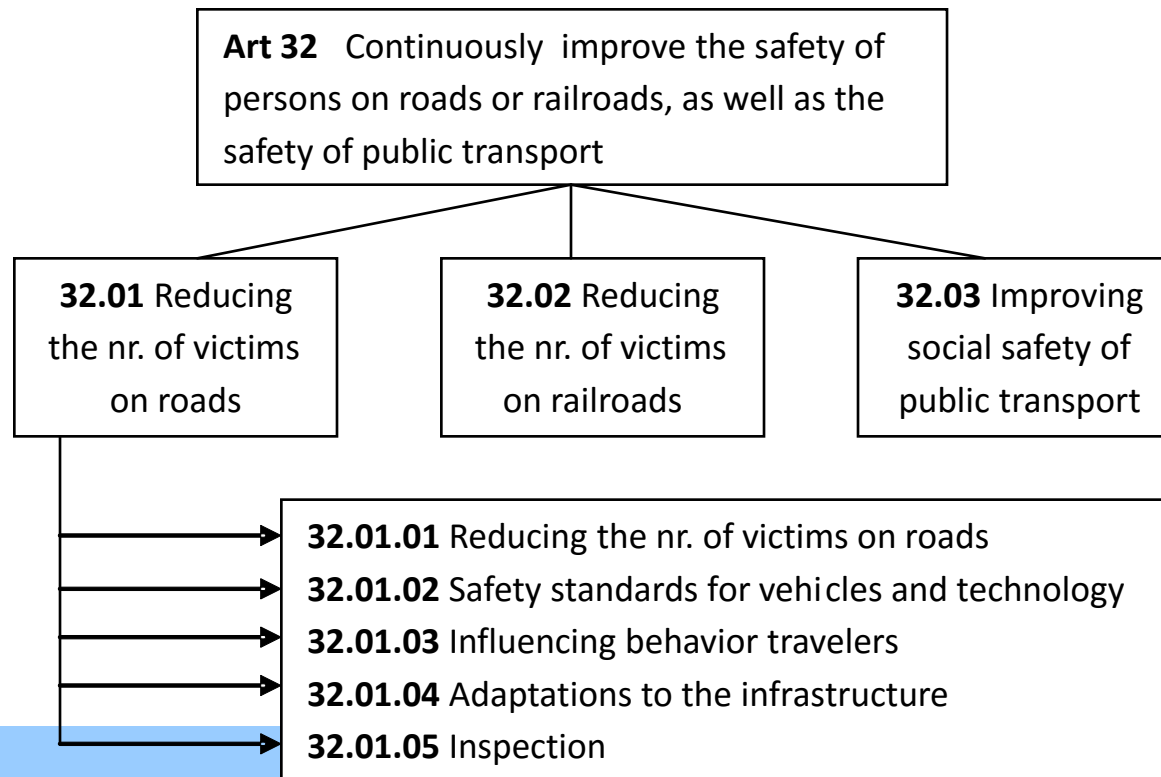 Art 32 Continuously improve the safety of
persons on roads or railroads, as well as the
safety of public transport
32.01 Reducing
the nr. of victims
on roads
32.02 Reducing
the nr. of victims
on railroads
32.03 Improving
social safety of
public transport
32.01.01 Reducing the nr. of victims on roads
32.01.02 Safety standards for vehicles and technology
32.01.03 Influencing behavior travelers
32.01.04 Adaptations to the infrastructure
32.01.05 Inspection